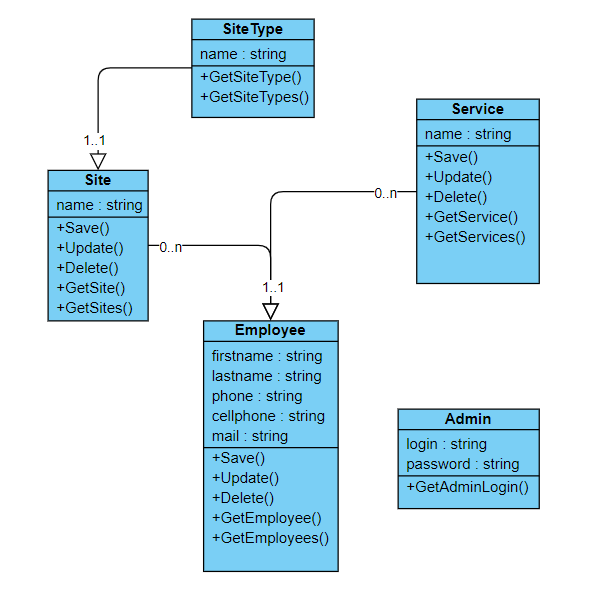 SiteType
name : string
+GetSiteType()
+GetSiteTypes()
1..1
Site
name : string
+Save()
+Update()
+Delete()
+GetSite()
+GetSites()
Service
name : string
+Save()
+Update()
+Delete()
+GetService()
+GetServices()
0..n
0..n
1..1
Employee
firstname : string
lastname : string
phone : string
cellphone : string
mail : string
+Save()
+Update()
+Delete()
+GetEmployee()
+GetEmployees()
Admin
login : string
password : string
+GetAdminLogin()